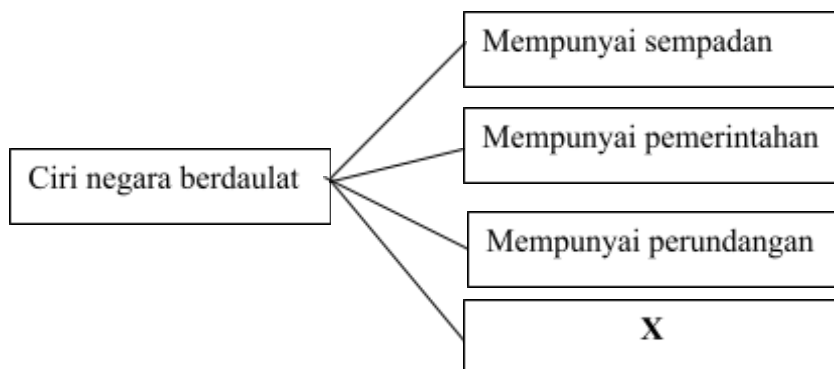 Ciri negara berdaulat
Mempunyai sempadan
Mempunyai pemerintahan
Mempunyai perundangan
X